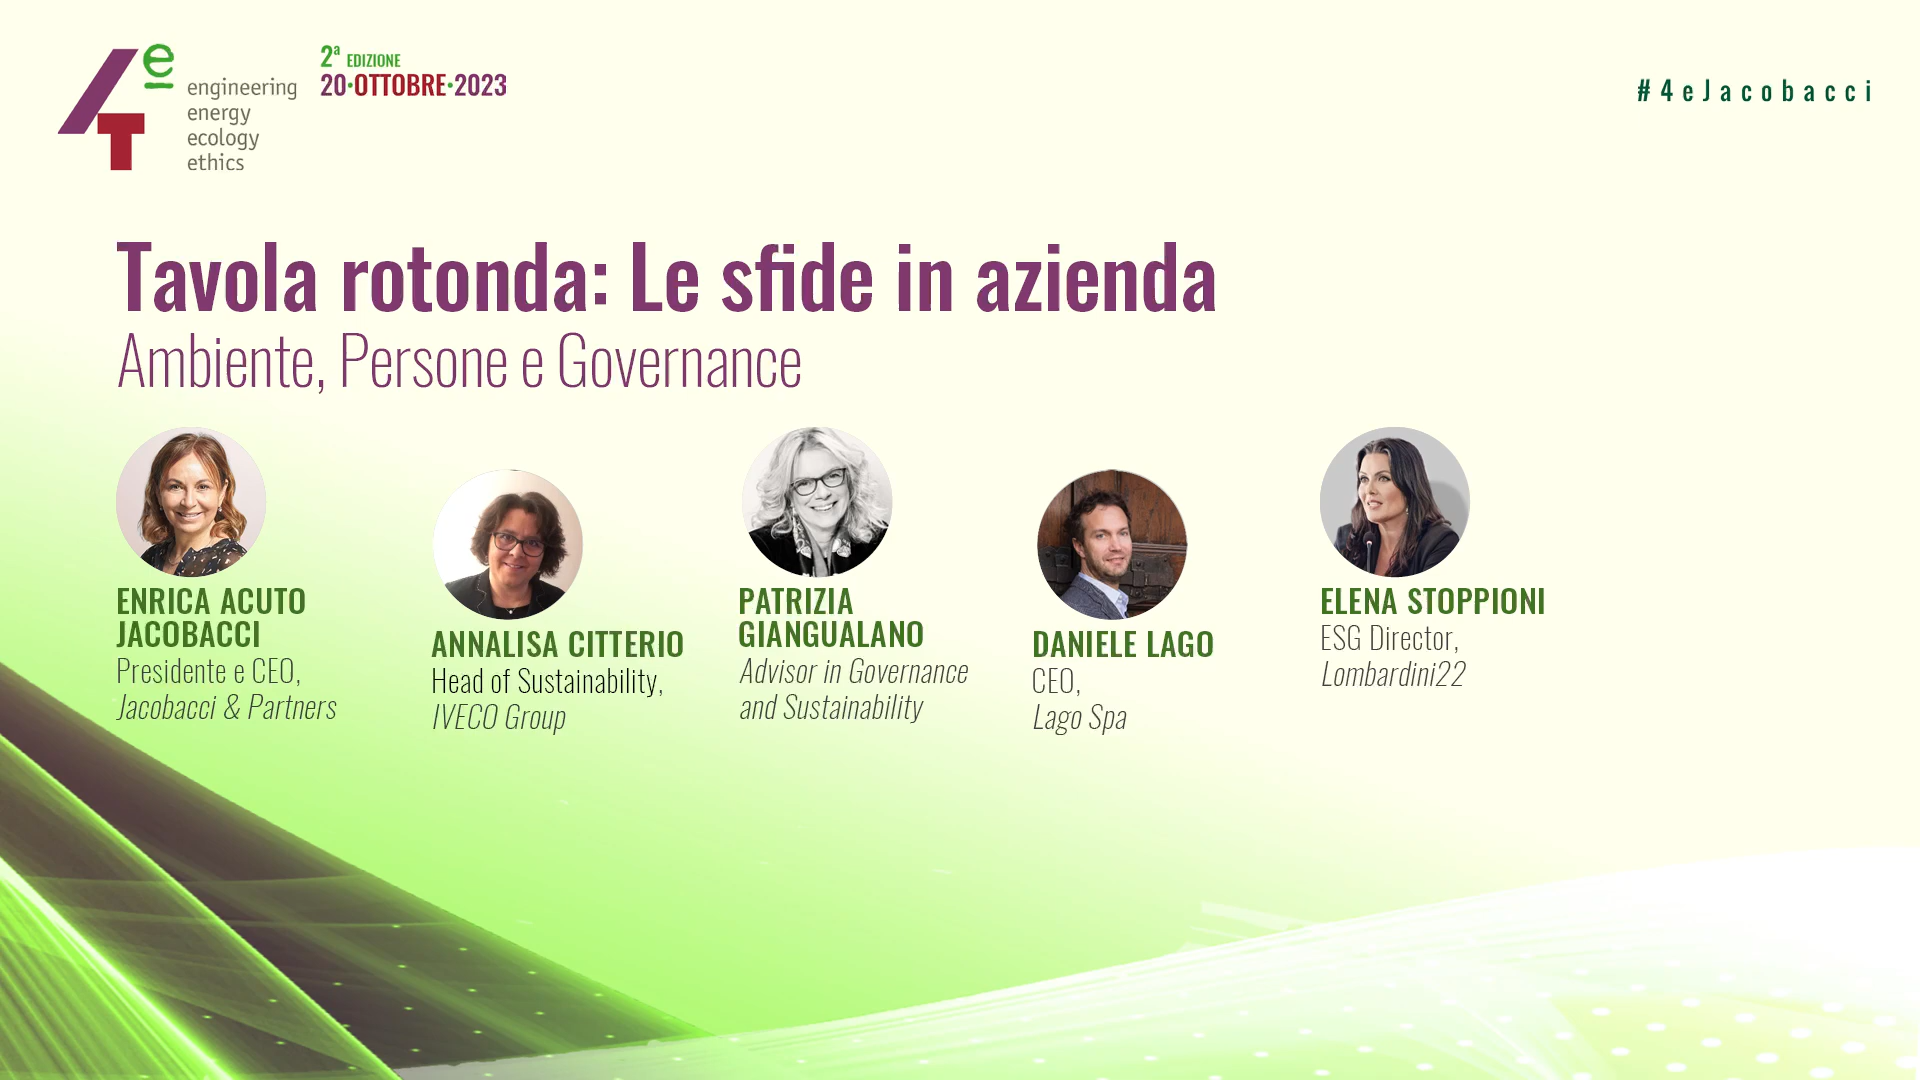 4e
engineering
energy
ecology
ethics
2ª EDIZIONE
20·OTTOBRE·2023
#4eJacobacci
Tavola rotonda: Le sfide in azienda
Ambiente, Persone e Governance
ENRICA ACUTO
JACOBACCI
Presidente e CEO,
Jacobacci & Partners
ANNALISA CITTERIO
Head of Sustainability,
IVECO Group
PATRIZIA
GIANGUALANO
Advisor in Governance
and Sustainability
DANIELE LAGO
CEO,
Lago Spa
ELENA STOPPIONI
ESG Director,
Lombardini22